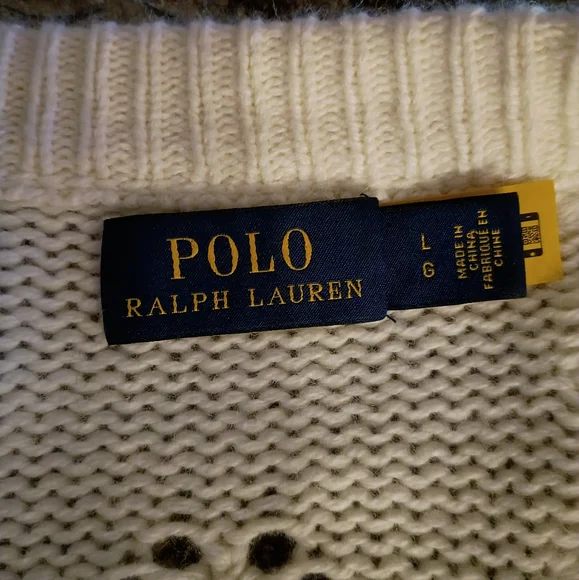 POLO
RALPH LAUREN
L
G
MADE IN
CHINA
FABRIQUÉ EN
CHINE